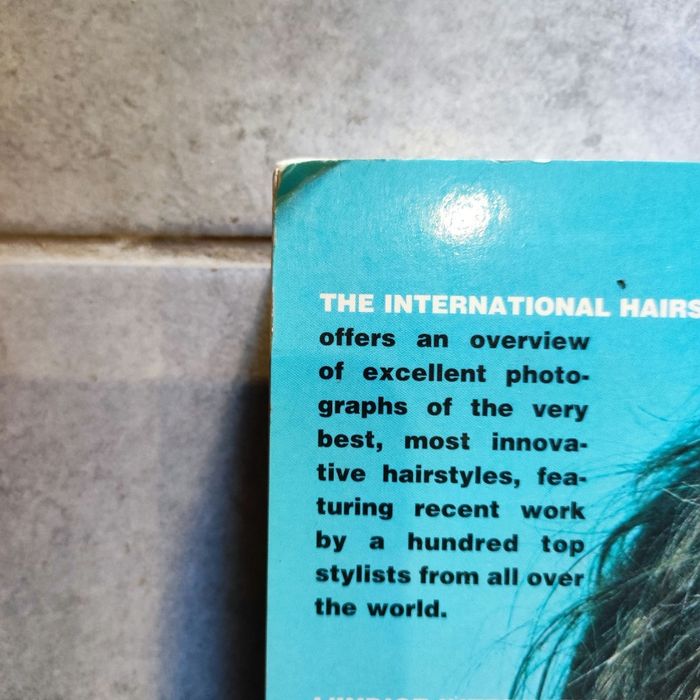 THE INTERNATIONAL HAIRS
offers an overview
of excellent photo-
graphs of the very
best, most innova-
tive hairstyles, fea-
turing recent work
by a hundred top
stylists from all over
the world.